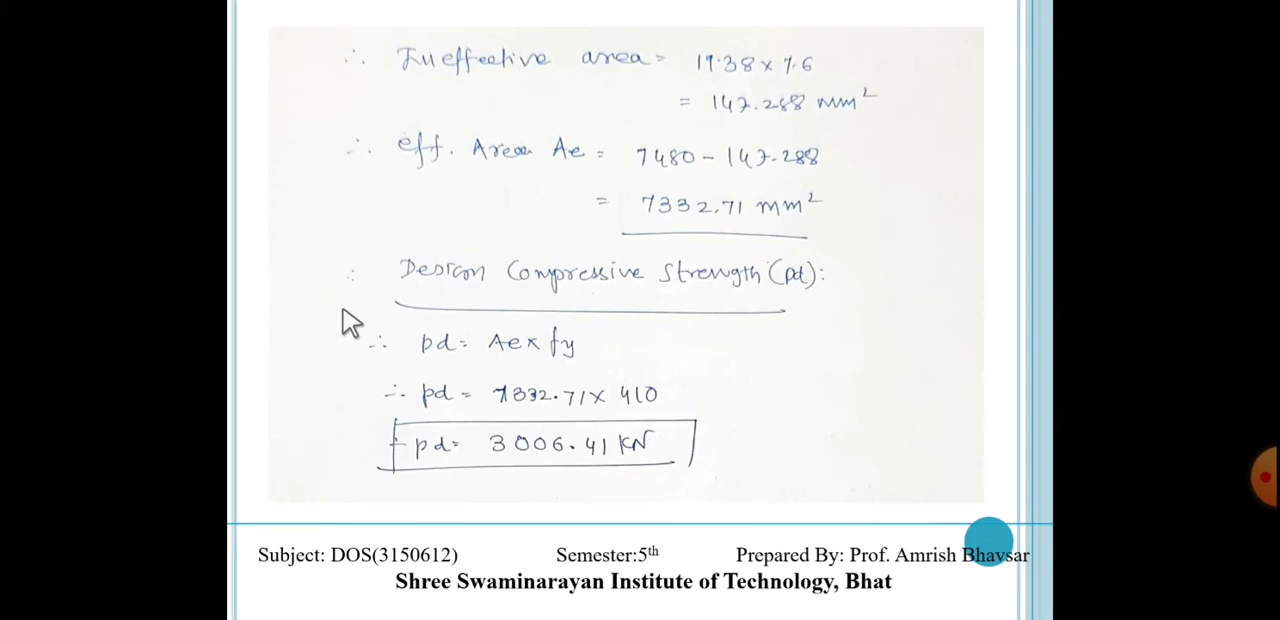 ∴ Ineffective area = 19.38 x 7.6
= 147.288 mm²
∴ eff. Area Ae = 7480 - 147.288
= 7332.71 mm²
∴ Design Compressive Strength (pd):
∴ pd = Ae x fy
∴ pd = 7332.71 x 410
pd = 3006.41 KN
Subject: DOS(3150612) Semester:5th Prepared By: Prof. Amrish Bhavsar
Shree Swaminarayan Institute of Technology, Bhat